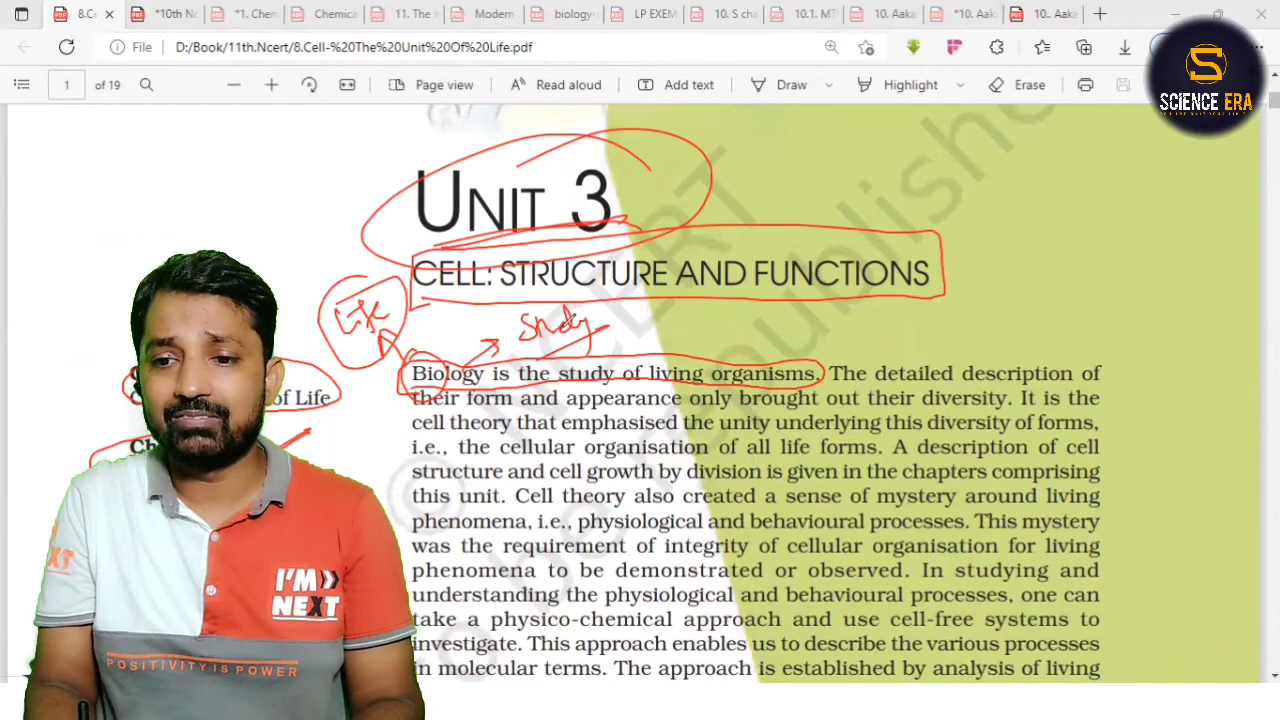 8.Ce
*10th No
*1. Chem
Chemica
11. The H
Modern
biology-
LP EXEM
10. S cha
10.1. MT
10. Aaka
*10. Aak
10.. Aaka
File
D:/Book/11th.Ncert/8.Cell-%20The%20Unit%20Of%20Life.pdf
1
of 19
Page view
Read aloud
Add text
Draw
Highlight
Erase
S
SCIENCE ERA
UNIT 3
CELL: STRUCTURE AND FUNCTIONS
Life
Study
Biology is the study of living organisms. The detailed description of
their form and appearance only brought out their diversity. It is the
cell theory that emphasised the unity underlying this diversity of forms,
i.e., the cellular organisation of all life forms. A description of cell
structure and cell growth by division is given in the chapters comprising
this unit. Cell theory also created a sense of mystery around living
phenomena, i.e., physiological and behavioural processes. This mystery
was the requirement of integrity of cellular organisation for living
phenomena to be demonstrated or observed. In studying and
understanding the physiological and behavioural processes, one can
take a physico-chemical approach and use cell-free systems to
investigate. This approach enables us to describe the various processes
in molecular terms. The approach is established by analysis of living
of Life
Ch
© NCERT
I'M
NEXT
POSITIVITY IS POWER